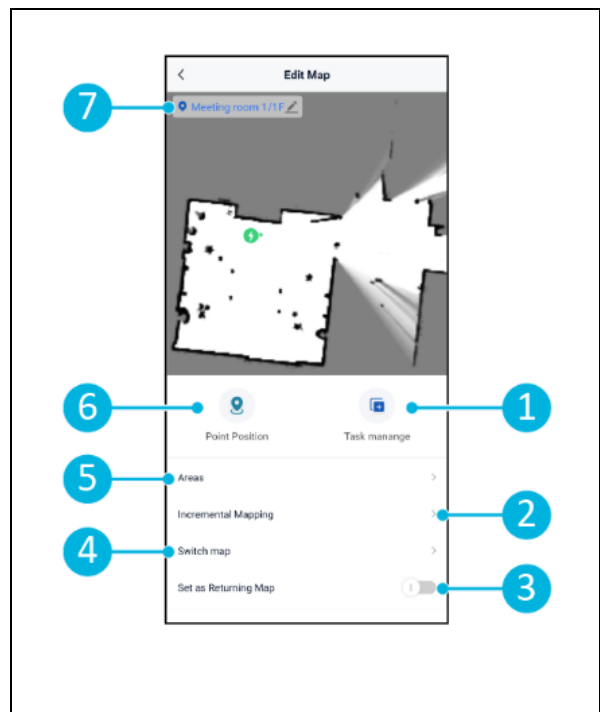 Edit Map
7
Meeting room 1/1F
6
1
Point Position
Task manange
5
Areas
Incremental Mapping
2
4
Switch map
Set as Returning Map
3